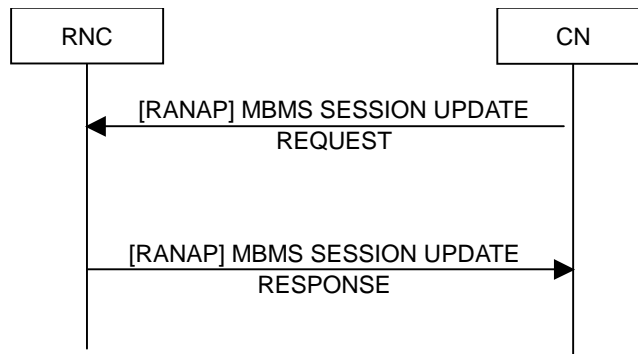 RNC
CN
[RANAP] MBMS SESSION UPDATE
REQUEST
[RANAP] MBMS SESSION UPDATE
RESPONSE